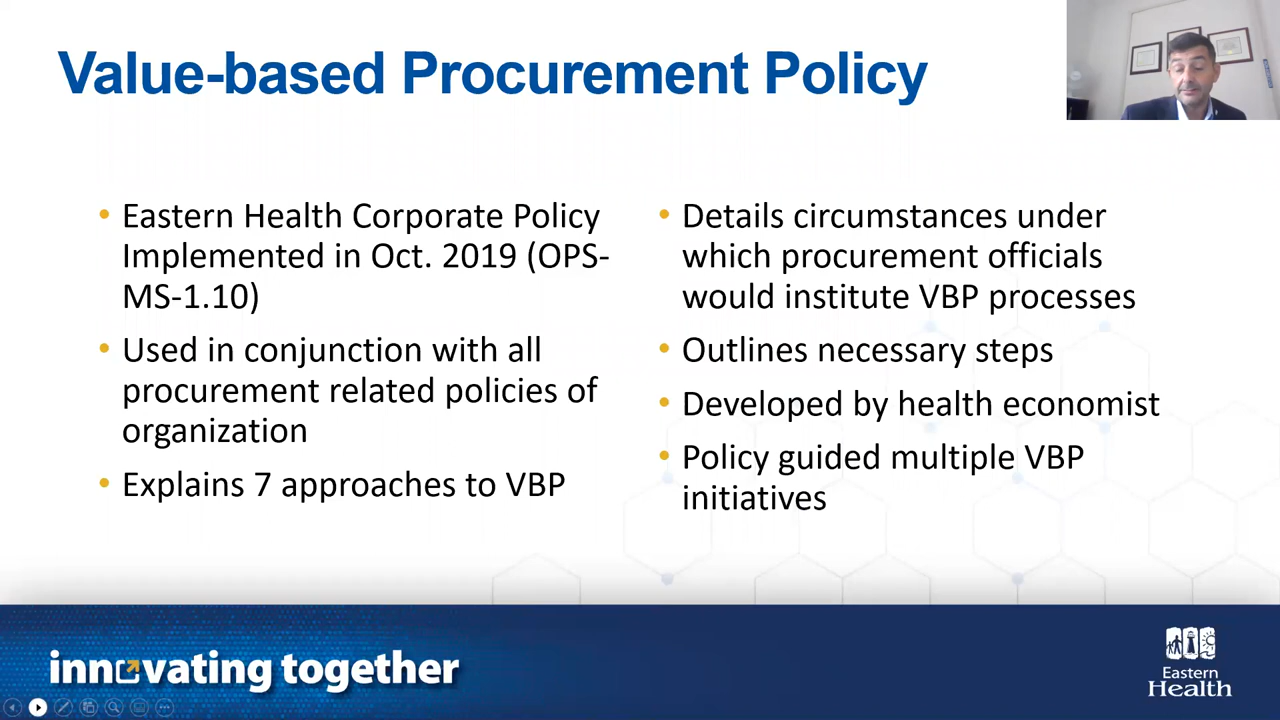 Value-based Procurement Policy
• Eastern Health Corporate Policy
Implemented in Oct. 2019 (OPS-
MS-1.10)
• Used in conjunction with all
procurement related policies of
organization
• Explains 7 approaches to VBP
• Details circumstances under
which procurement officials
would institute VBP processes
• Outlines necessary steps
• Developed by health economist
• Policy guided multiple VBP
initiatives
innovating together
Eastern
Health